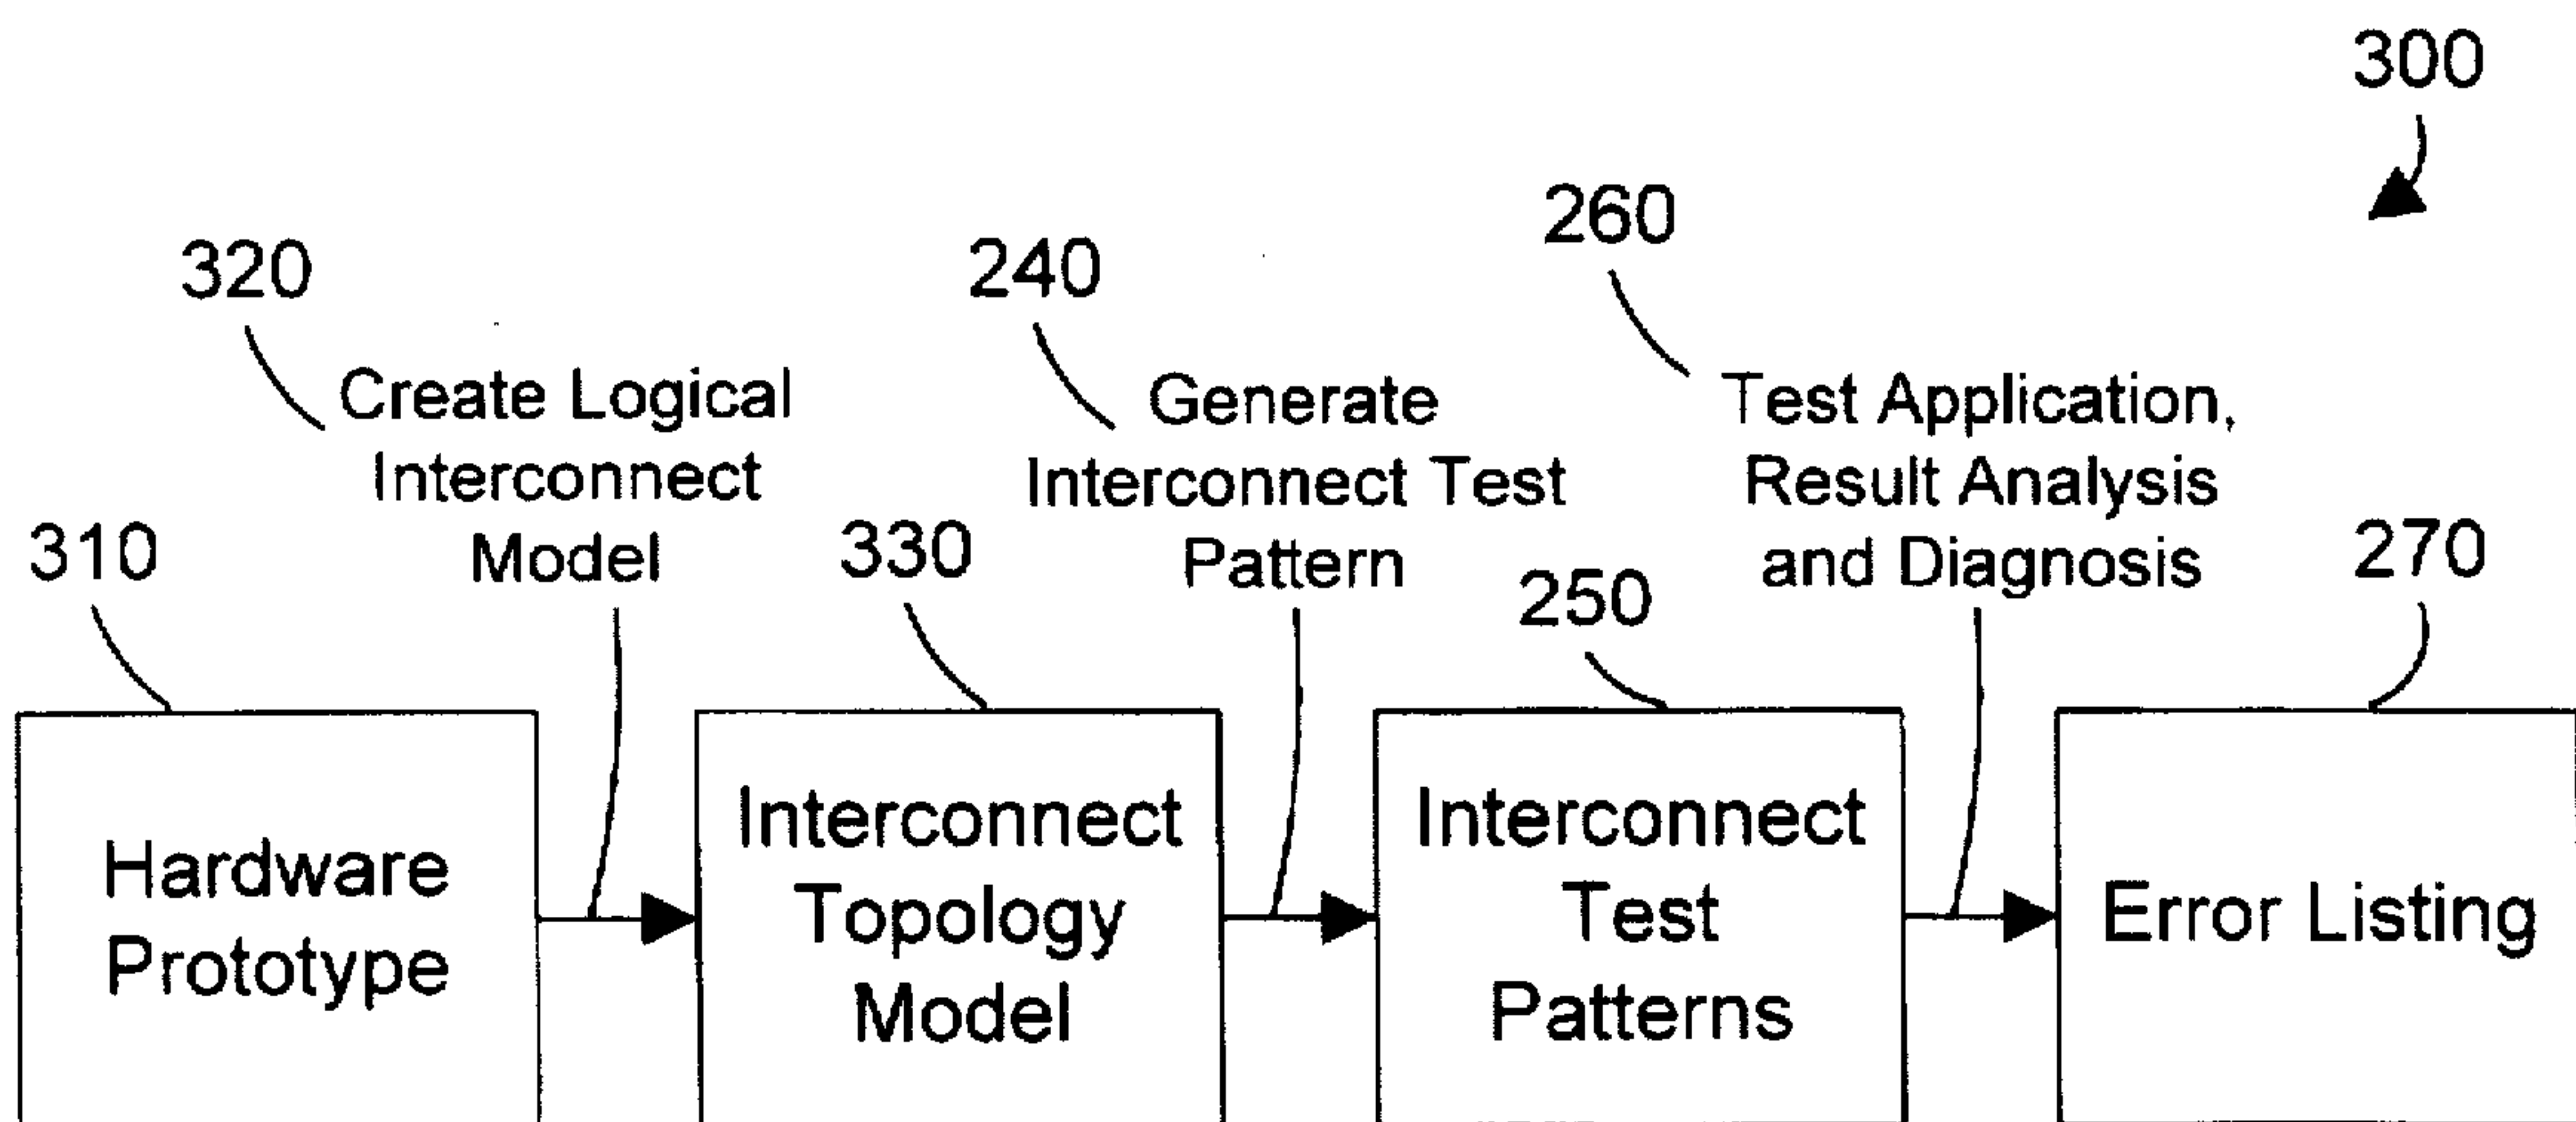 300
260
320
240
Create Logical
Interconnect
Model
Generate
Interconnect Test
Pattern
Test Application,
Result Analysis
and Diagnosis
310
330
250
270
Hardware
Prototype
Interconnect
Topology
Model
Interconnect
Test
Patterns
Error Listing